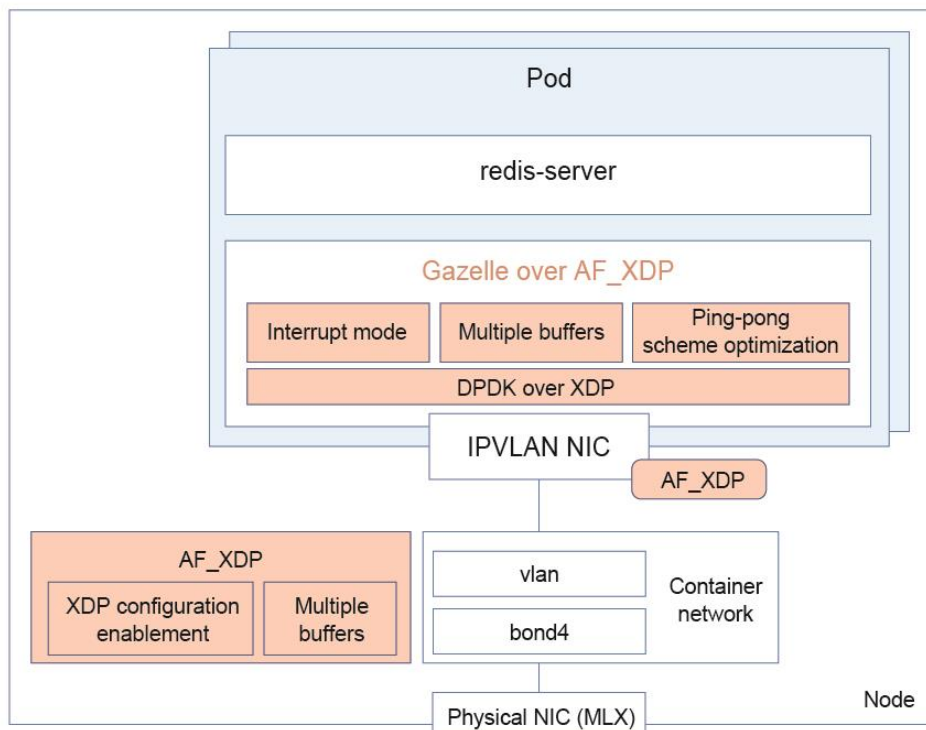 Pod
redis-server
Gazelle over AF_XDP
Interrupt mode
Multiple buffers
Ping-pong
scheme optimization
DPDK over XDP
IPVLAN NIC
AF_XDP
AF_XDP
XDP configuration
enablement
Multiple
buffers
vlan
bond4
Container
network
Physical NIC (MLX)
Node